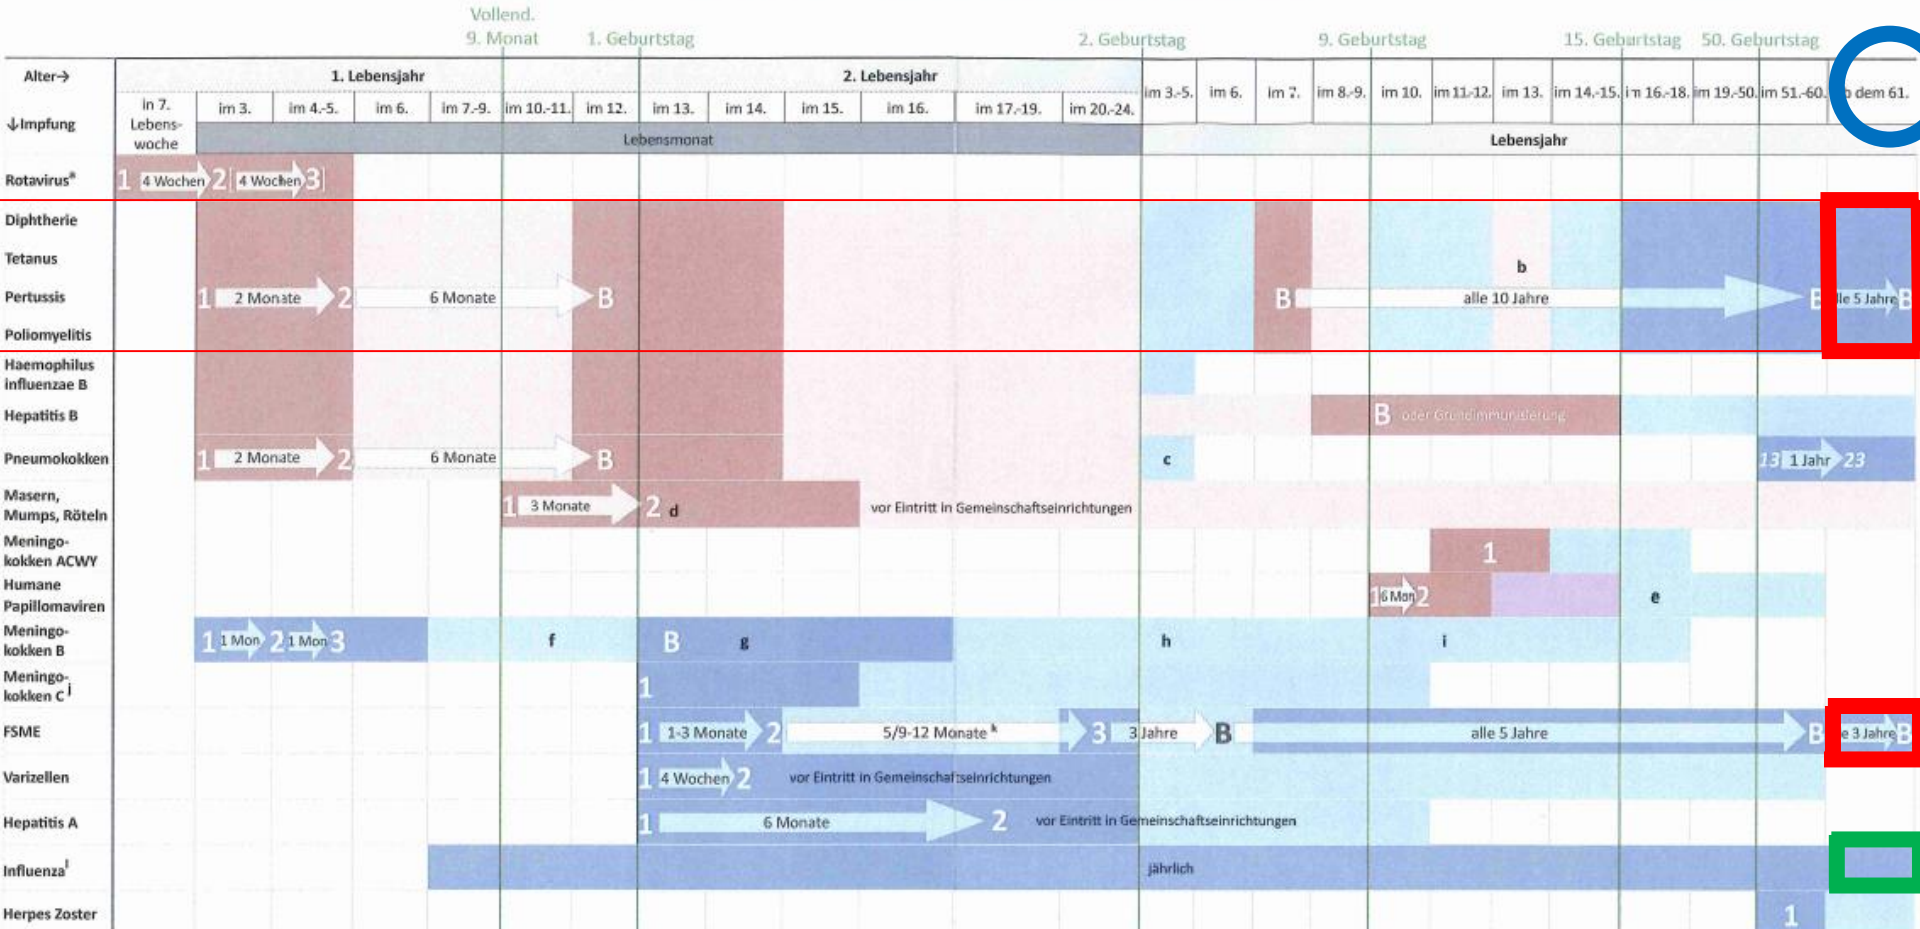 Vollend.
9. Monat
1. Geburtstag
2. Geburtstag
9. Geburtstag
15. Geburtstag
50. Geburtstag
Alter→
1. Lebensjahr
2. Lebensjahr
↓Impfung
in 7.
Lebens-
woche
im 3.
im 4.-5.
im 6.
im 7.-9.
im 10.-11.
im 12.
im 13.
im 14.
im 15.
im 16.
im 17.-19.
im 20.-24.
im 3.-5.
im 6.
im 7.
im 8.-9.
im 10.
im 11-12.
im 13.
im 14.-15.
im 16.-18.
im 19.-50.
im 51.-60.
dem 61.
Lebensmonat
Lebensjahr
Rotavirusª
1 4 Wochen 2 4 Wochen 3
Diphtherie
Tetanus
b
Pertussis
1 2 Monate 2 6 Monate B
B alle 10 Jahre B
5 Jahre B
Poliomyelitis
Haemophilus
influenzae B
Hepatitis B
B oder Grundimmunisierung
Pneumokokken
1 2 Monate 2 6 Monate B
c
13 1 Jahr 23
Masern,
Mumps, Röteln
1 3 Monate 2 d
vor Eintritt in Gemeinschaftseinrichtungen
Meningo-
kokken ACWY
1
Humane
Papillomaviren
1 6 Mon 2
e
Meningo-
kokken B
1 1 Mon 2 1 Mon 3
f
B g
h
i
Meningo-
kokken C j
1
FSME
1 1-3 Monate 2 5/9-12 Monate k 3 3 Jahre B alle 5 Jahre B
e 3 Jahre B
Varizellen
1 4 Wochen 2 vor Eintritt in Gemeinschaftseinrichtungen
Hepatitis A
1 6 Monate 2 vor Eintritt in Gemeinschaftseinrichtungen
Influenza l
jährlich
Herpes Zoster
1